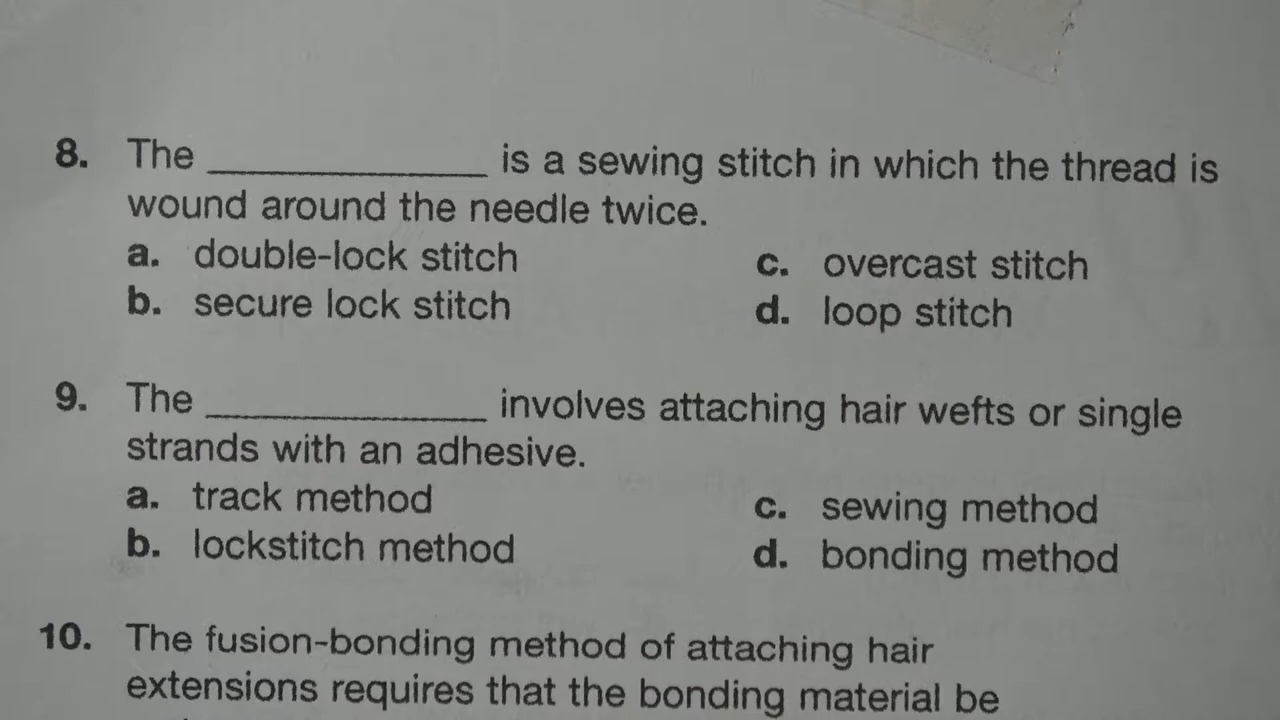 8. The ______________ is a sewing stitch in which the thread is
wound around the needle twice.
a. double-lock stitch
b. secure lock stitch
c. overcast stitch
d. loop stitch
9. The ______________ involves attaching hair wefts or single
strands with an adhesive.
a. track method
b. lockstitch method
c. sewing method
d. bonding method
10. The fusion-bonding method of attaching hair
extensions requires that the bonding material be